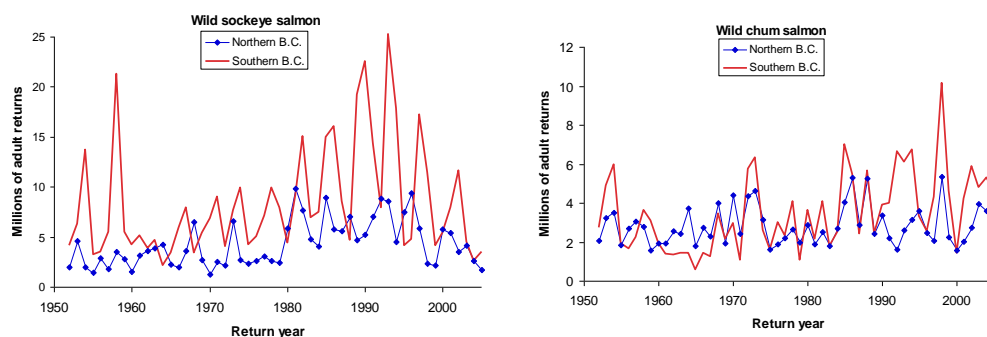 Wild sockeye salmon
Northern B.C.
Southern B.C.
Millions of adult returns
25
20
15
10
5
0
1950 1960 1970 1980 1990 2000
Return year
Wild chum salmon
Northern B.C.
Southern B.C.
Millions of adult returns
12
10
8
6
4
2
0
1950 1960 1970 1980 1990 2000
Return year